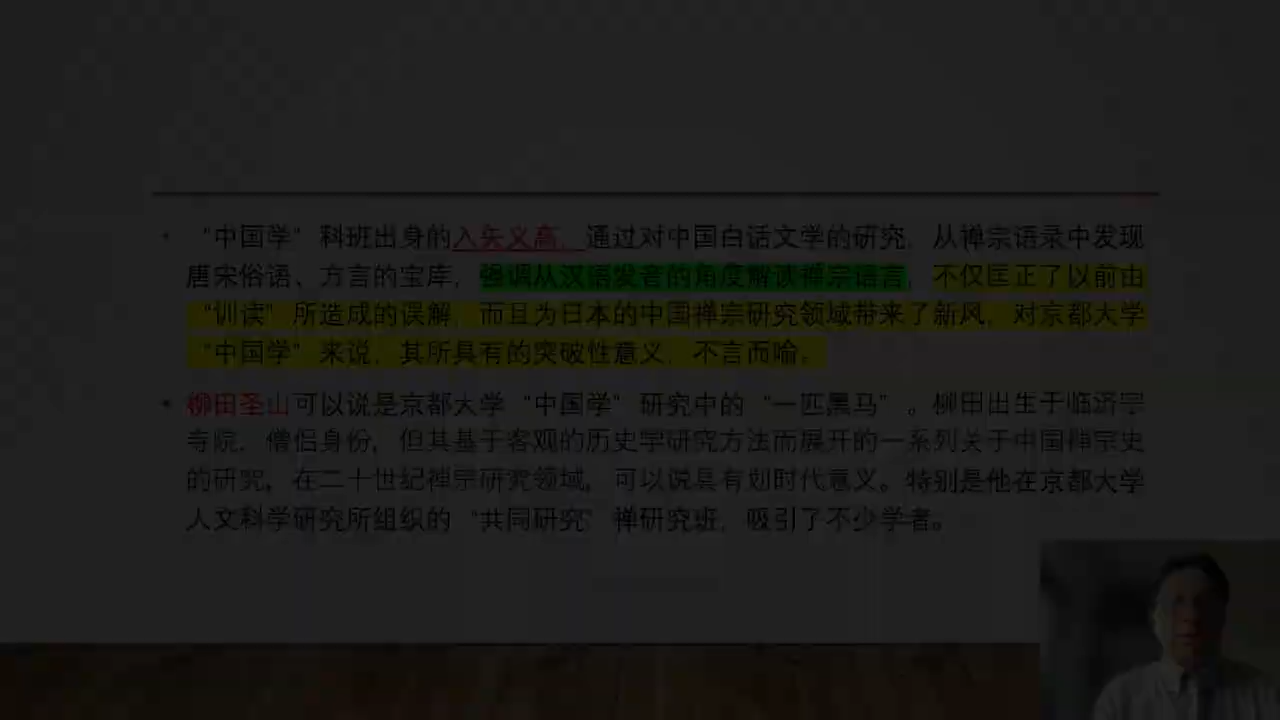 • “中国学”科班出身的入矢义高，通过对中国白话文学的研究，从禅宗语录中发现
唐宋俗语、方言的宝库，强调从汉语发音的角度解读禅宗语言，不仅匡正了以前由
“训读”所造成的误解，而且为日本的中国禅宗研究领域带来了新风，对京都大学
“中国学”来说，其所具有的突破性意义，不言而喻。
• 柳田圣山可以说是京都大学“中国学”研究中的“一匹黑马”。柳田出生于临济宗
寺院，僧侣身份，但其基于客观的历史学研究方法而展开的一系列关于中国禅宗史
的研究，在二十世纪禅宗研究领域，可以说具有划时代意义。特别是他在京都大学
人文科学研究所组织的“共同研究”禅研究班，吸引了不少学者。